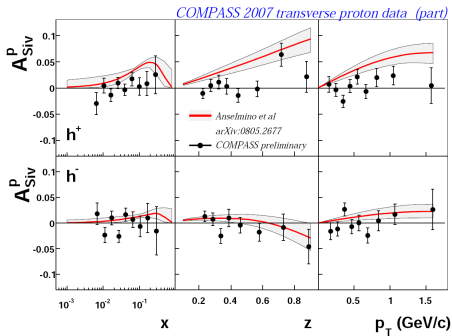 COMPASS 2007 transverse proton data (part)
A^p_Siv
0.1
0.05
0
-0.05
-0.1
h⁺
Anselmino et al
arXiv:0805.2677
COMPASS preliminary
A^p_Siv
h⁻
0.1
0.05
0
-0.05
-0.1
10⁻³ 10⁻² 10⁻¹ 0.2 0.4 0.6 0.8 0.5 1 1.5
x z p_T (GeV/c)